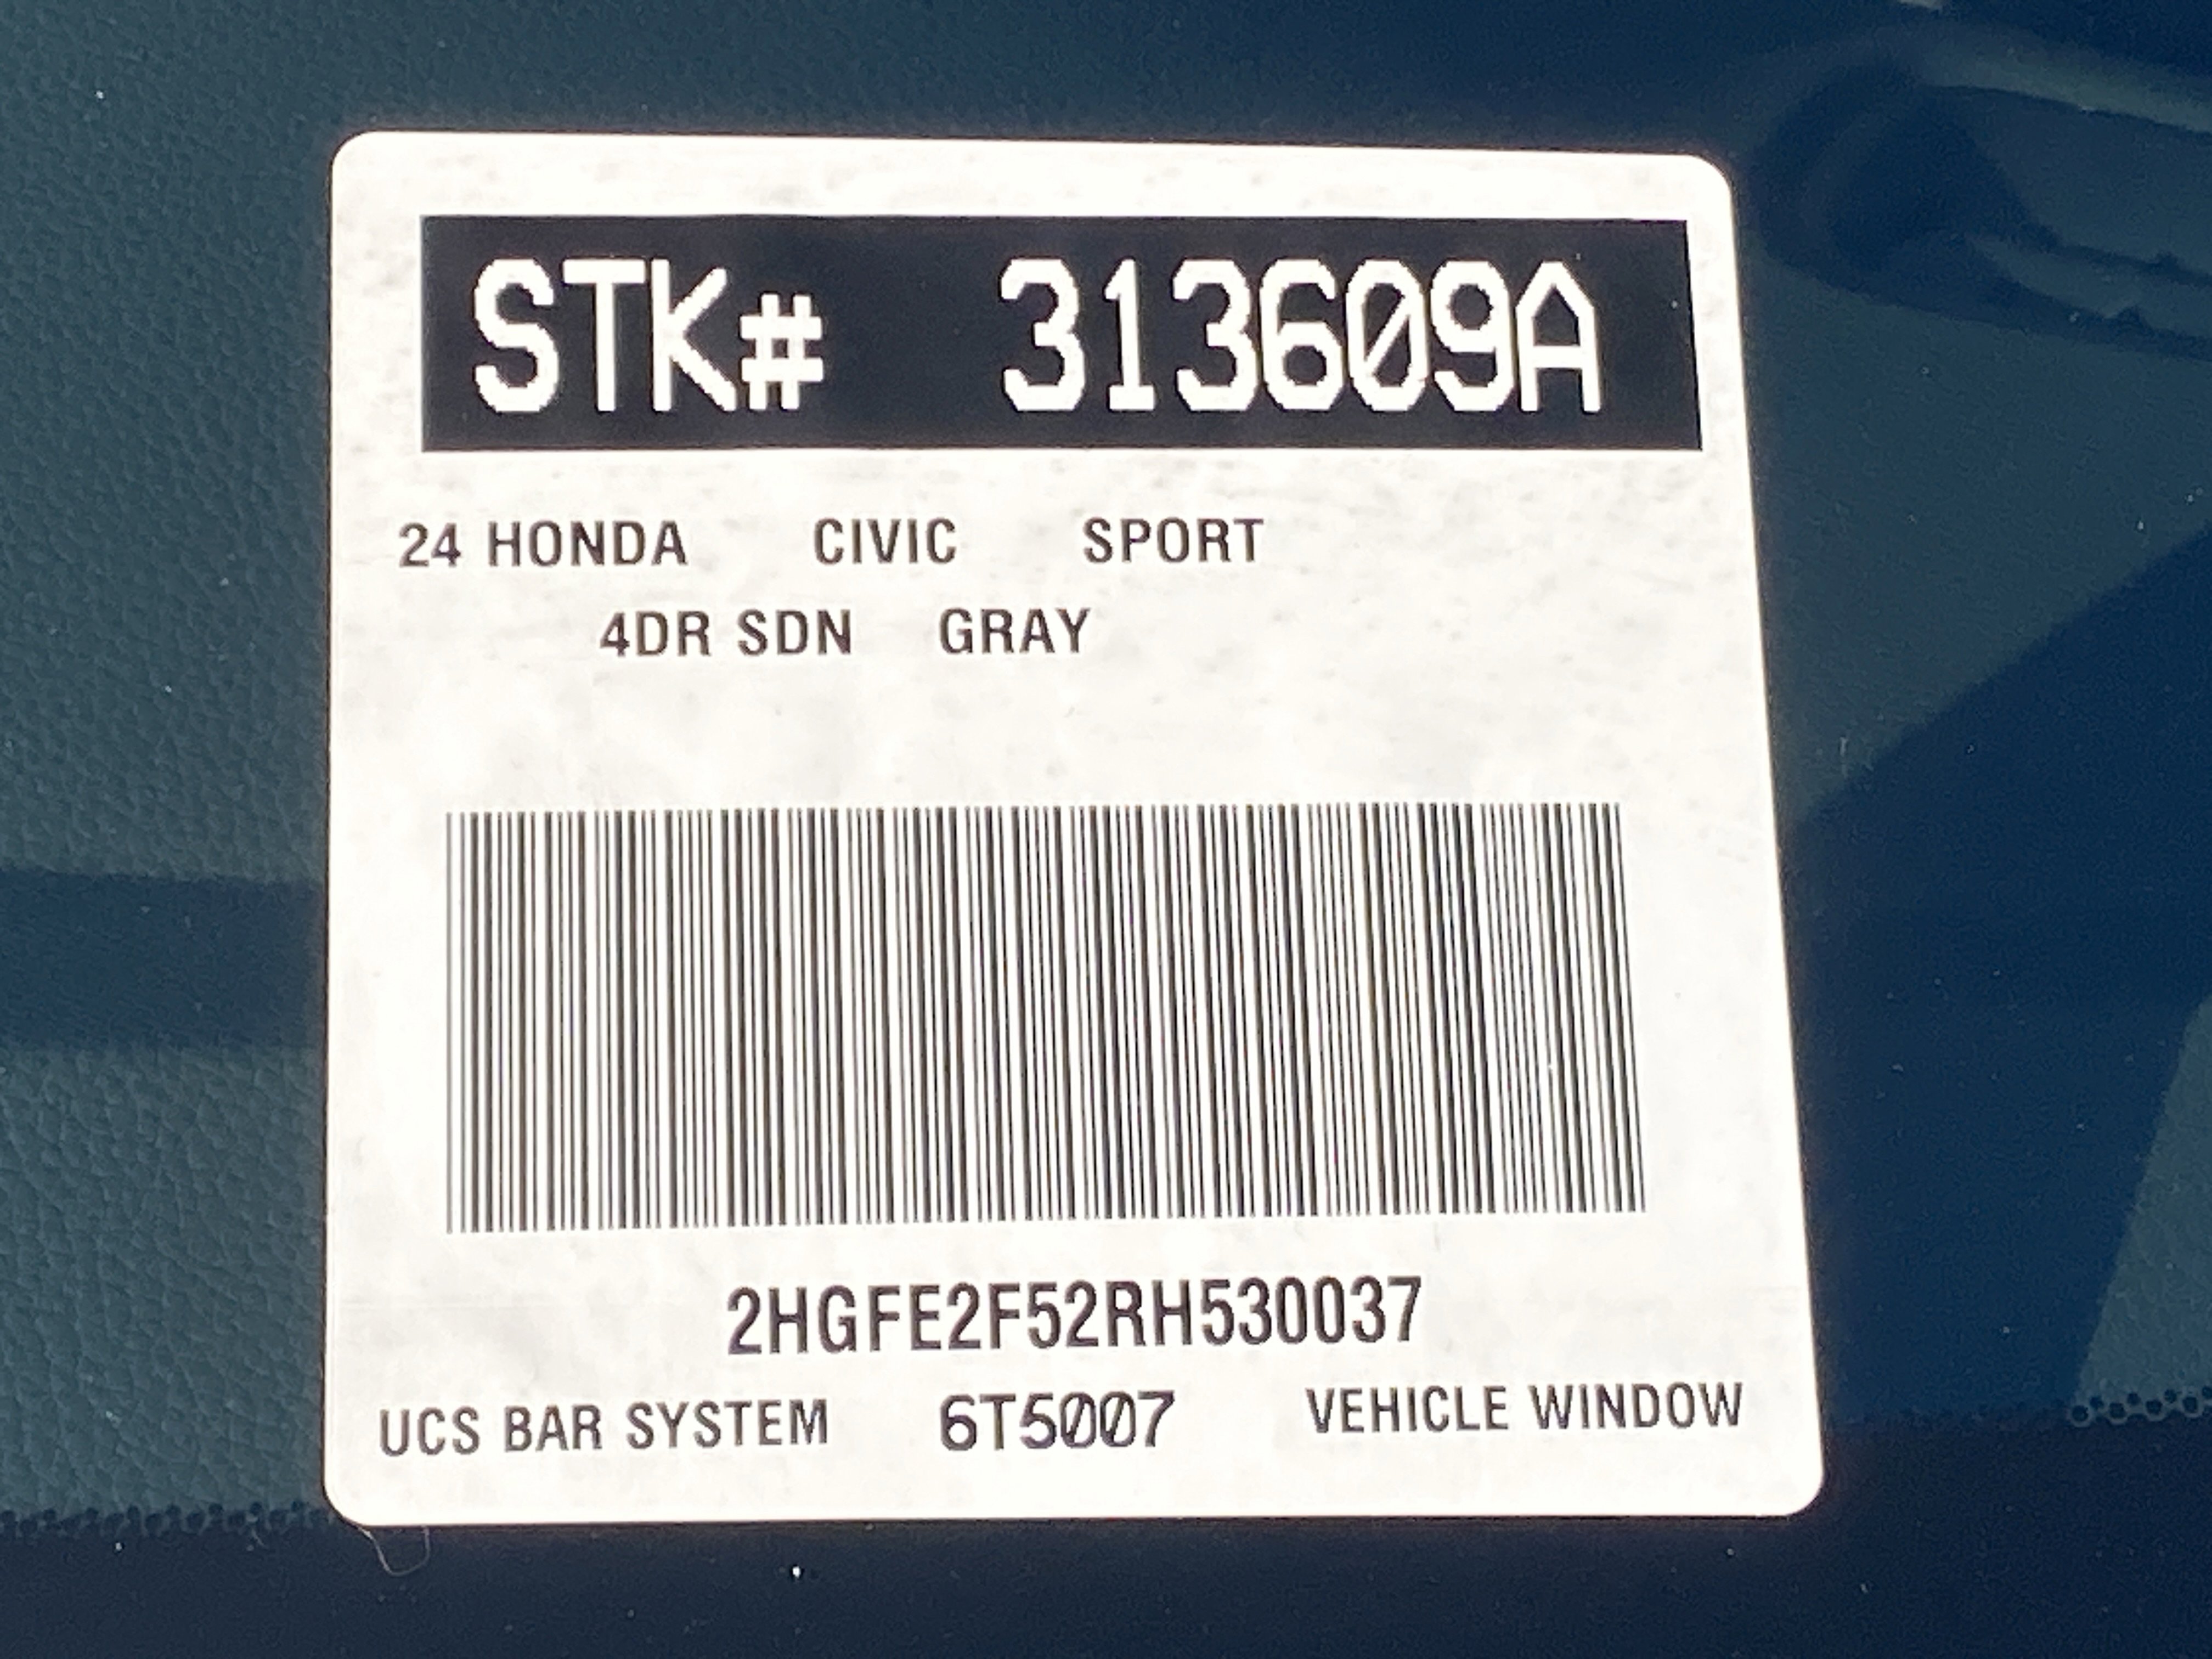 STK# 313609A
24 HONDA CIVIC SPORT
4DR SDN GRAY
2HGFE2F52RH530037
UCS BAR SYSTEM 6T5007 VEHICLE WINDOW